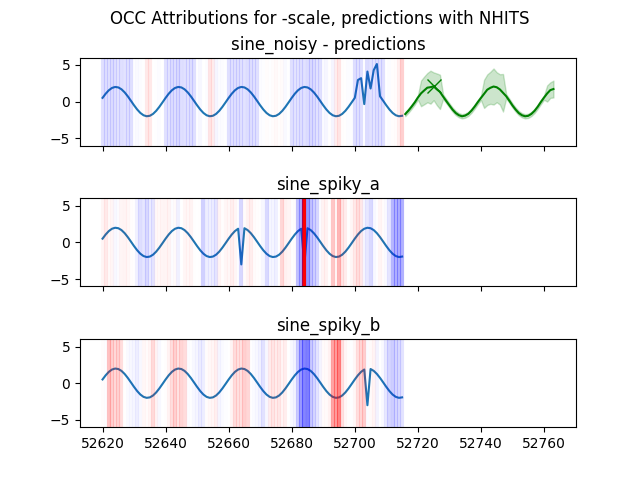 OCC Attributions for -scale, predictions with NHITS
sine_noisy - predictions
5
0
−5
sine_spiky_a
5
0
−5
sine_spiky_b
5
0
−5
52620 52640 52660 52680 52700 52720 52740 52760